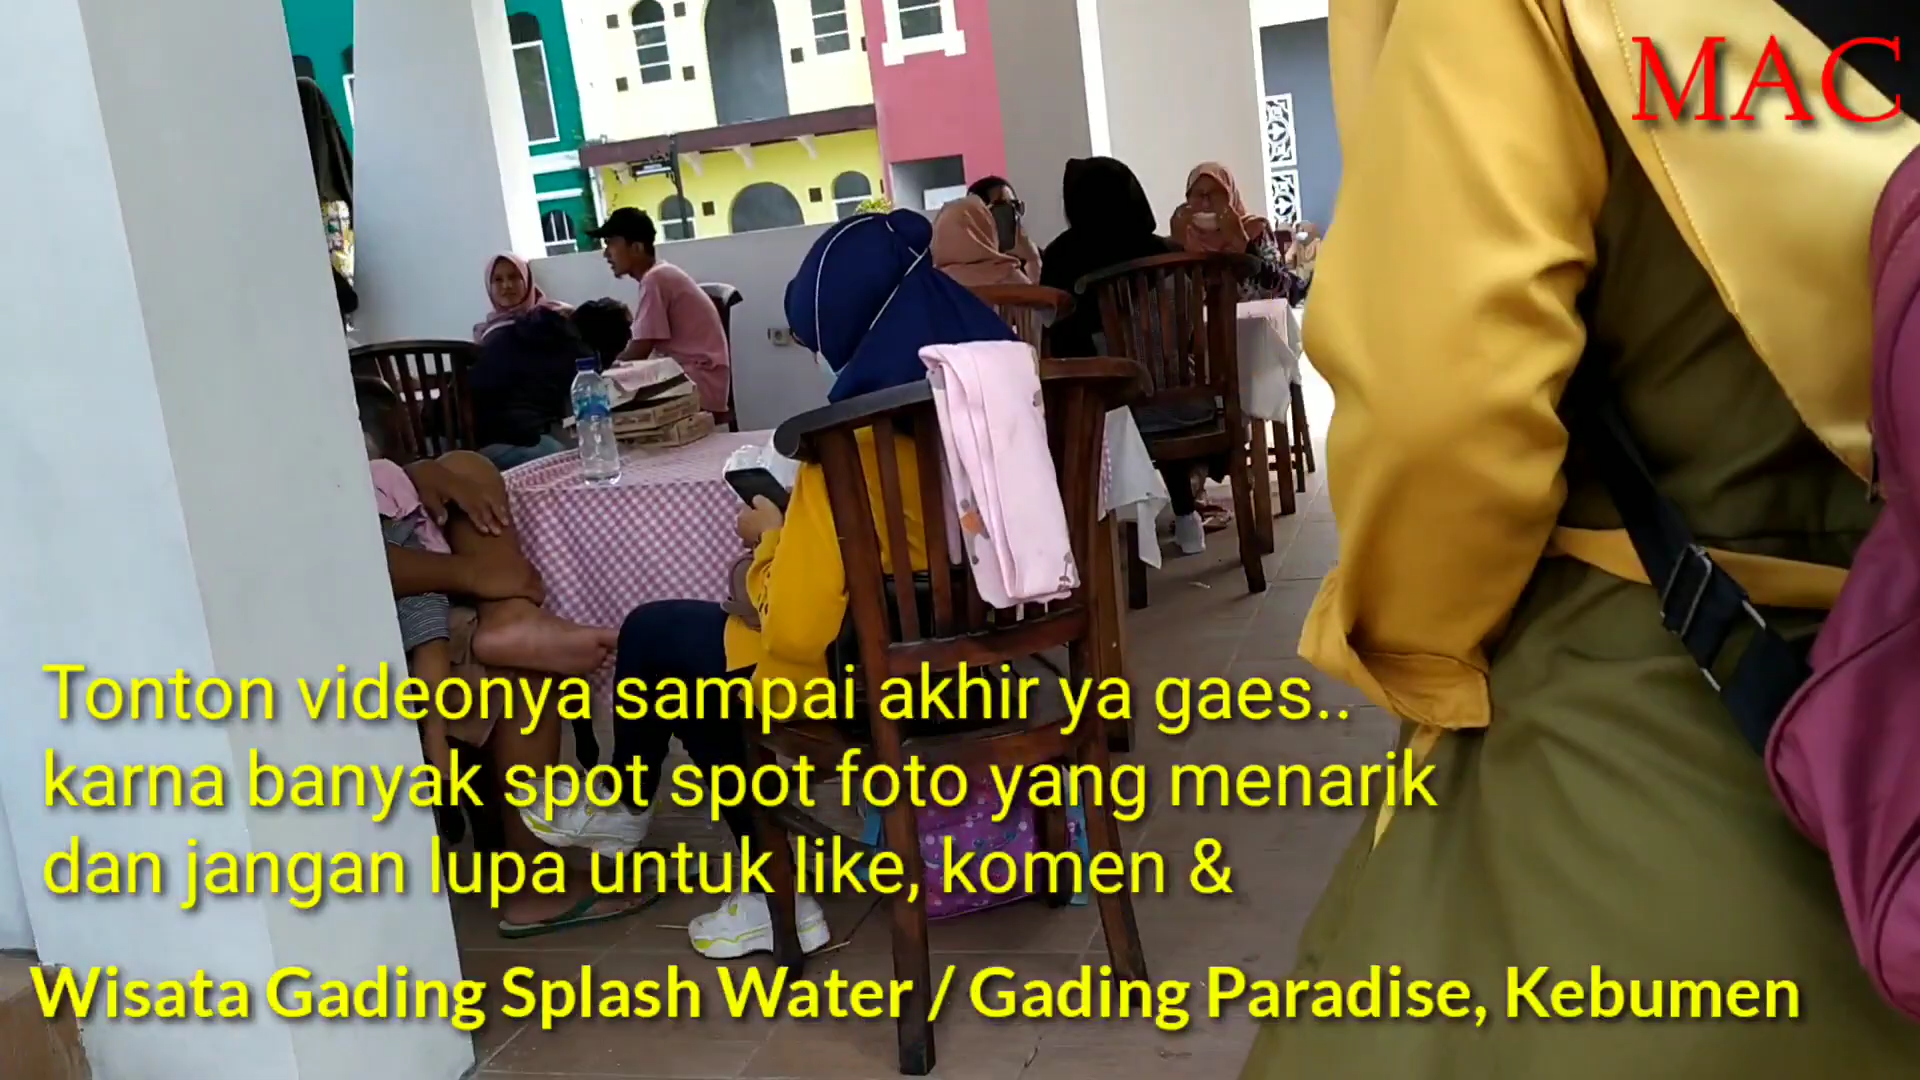 MAC
Tonton videonya sampai akhir ya gaes..
karna banyak spot spot foto yang menarik
dan jangan lupa untuk like, komen &
Wisata Gading Splash Water / Gading Paradise, Kebumen